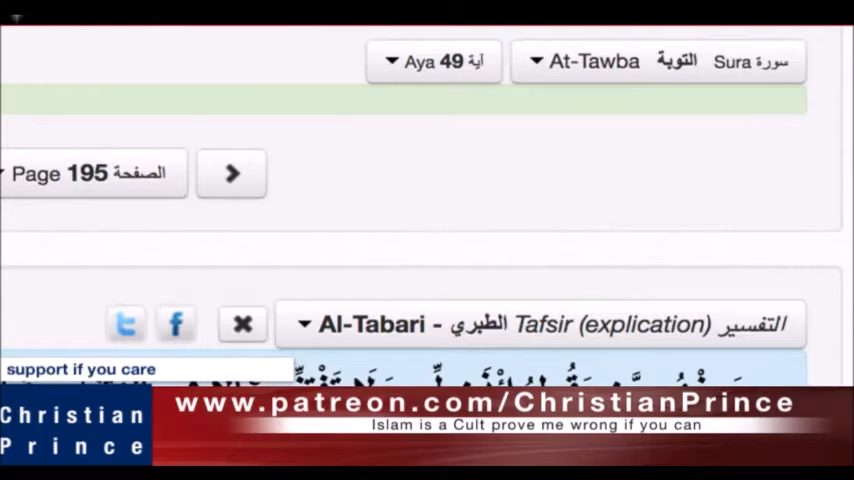 Aya 49 آية
At-Tawba التوبة Sura سورة
Page 195 الصفحة
Al-Tabari - الطبري Tafsir (explication) التفسير
support if you care
Christian
Prince
www.patreon.com/ChristianPrince
Islam is a Cult prove me wrong if you can